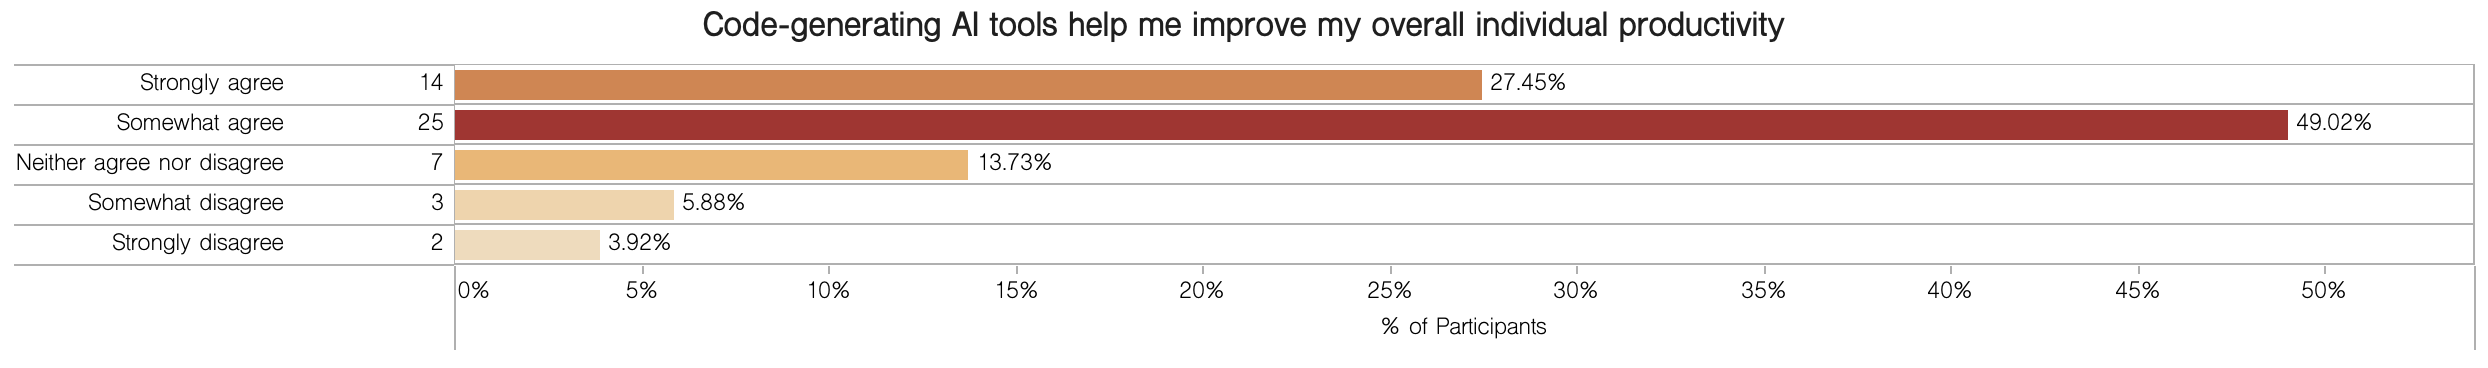 Code-generating AI tools help me improve my overall individual productivity
Strongly agree 14 27.45%
Somewhat agree 25 49.02%
Neither agree nor disagree 7 13.73%
Somewhat disagree 3 5.88%
Strongly disagree 2 3.92%
0% 5% 10% 15% 20% 25% 30% 35% 40% 45% 50%
% of Participants